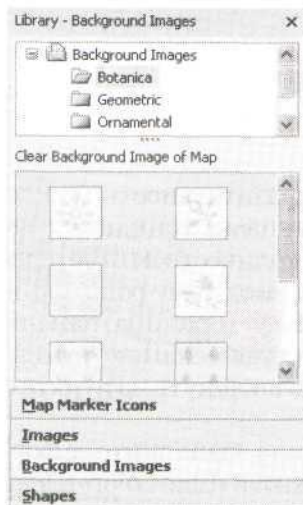 Library - Background Images
Background Images
Botanica
Geometric
Ornamental
Clear Background Image of Map
Map Marker Icons
Images
Background Images
Shapes